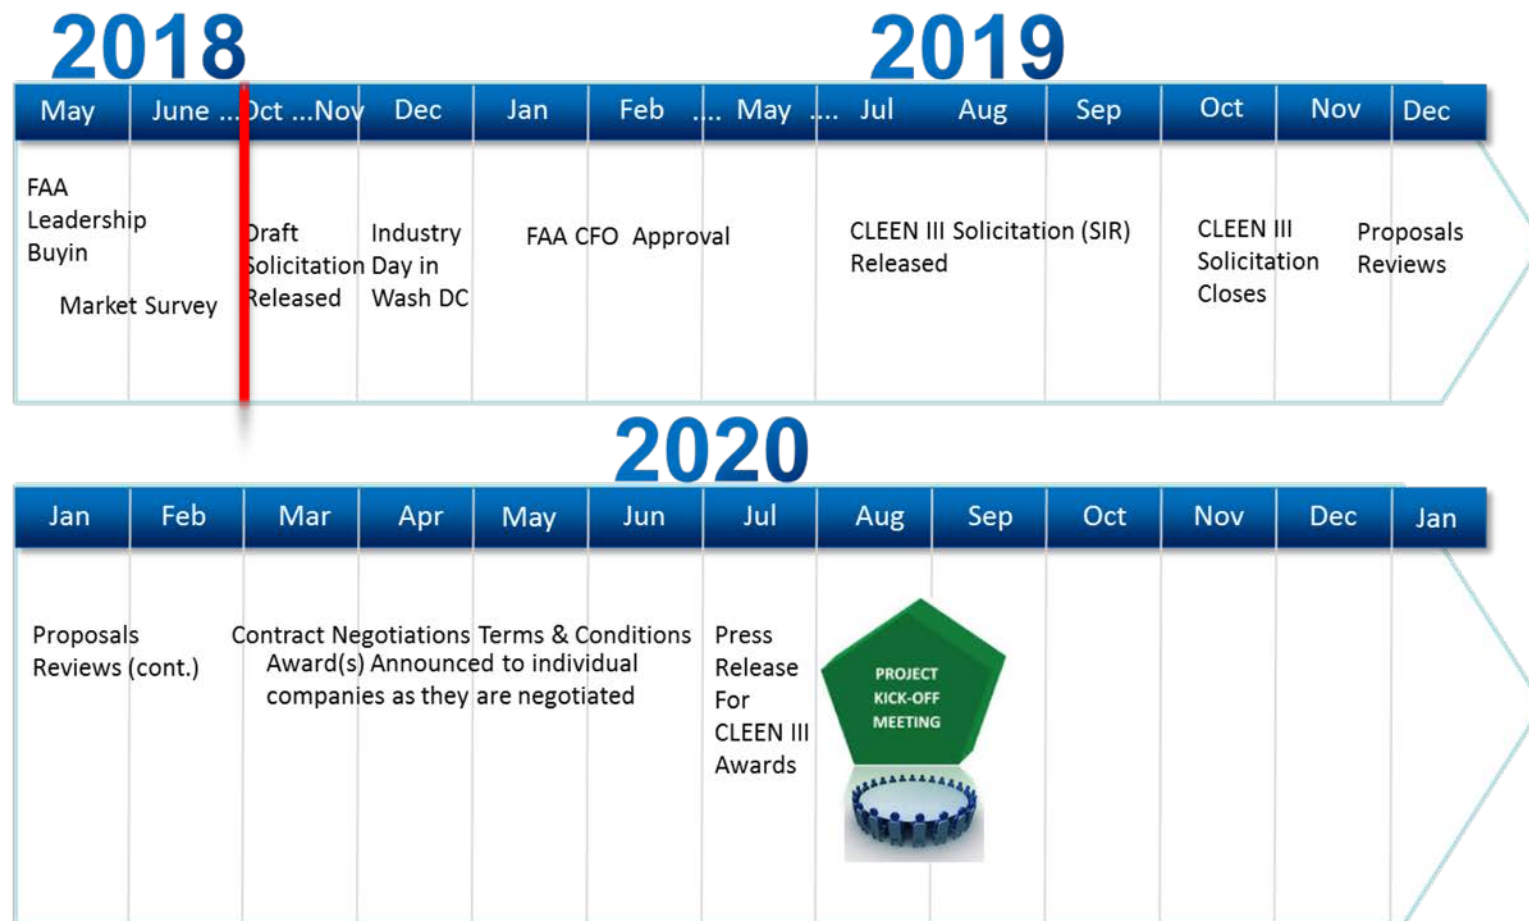 2018
2019
May June ...Oct ...Nov Dec Jan Feb .... May .... Jul Aug Sep Oct Nov Dec
FAA
Leadership
Buyin
Market Survey
Draft
Solicitation
Released
Industry
Day in
Wash DC
FAA CFO Approval
CLEEN III Solicitation (SIR)
Released
CLEEN III
Solicitation
Closes
Proposals
Reviews
2020
Jan Feb Mar Apr May Jun Jul Aug Sep Oct Nov Dec Jan
Proposals
Reviews (cont.)
Contract Negotiations Terms & Conditions
Award(s) Announced to individual
companies as they are negotiated
Press
Release
For
CLEEN III
Awards
PROJECT
KICK-OFF
MEETING